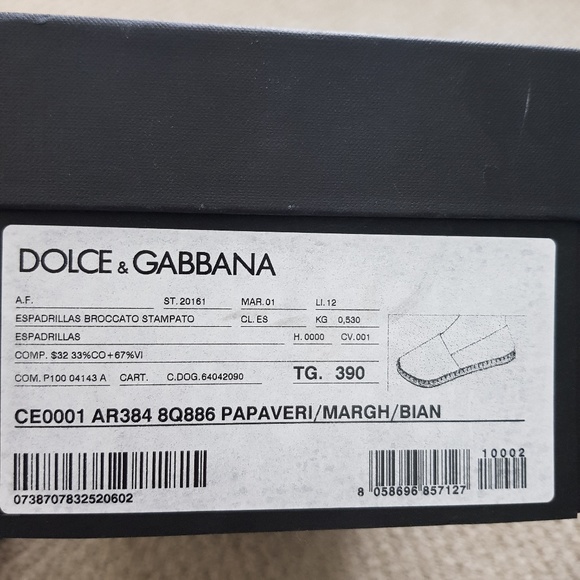 DOLCE & GABBANA
A.F. ST. 20161 MAR. 01 LI. 12
ESPADRILLAS BROCCATO STAMPATO CL. ES KG 0,530
ESPADRILLAS H. 0000 CV. 001
COMP. $32 33%CO+67%VI
COM. P100 04143 A CART. C.DOG. 64042090 TG. 390
CE0001 AR384 8Q886 PAPAVERI/MARGH/BIAN
10002
0738707832520602
8 058696 857127